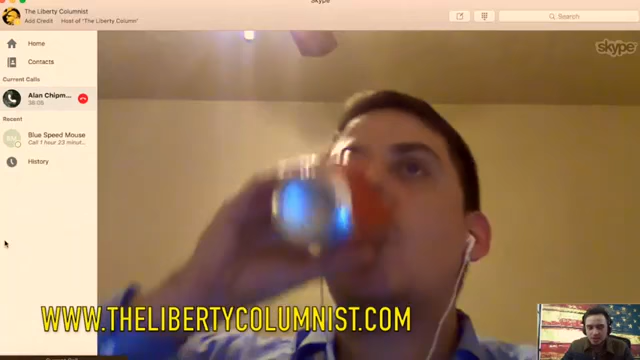 Skype
The Liberty Columnist
Add Credit Host of "The Liberty Column"
Search
skype
Home
Contacts
Current Calls
Alan Chipm...
38:05
Recent
Blue Speed Mouse
Call 1 hour 23 minut...
History
WWW.THELIBERTYCOLUMNIST.COM